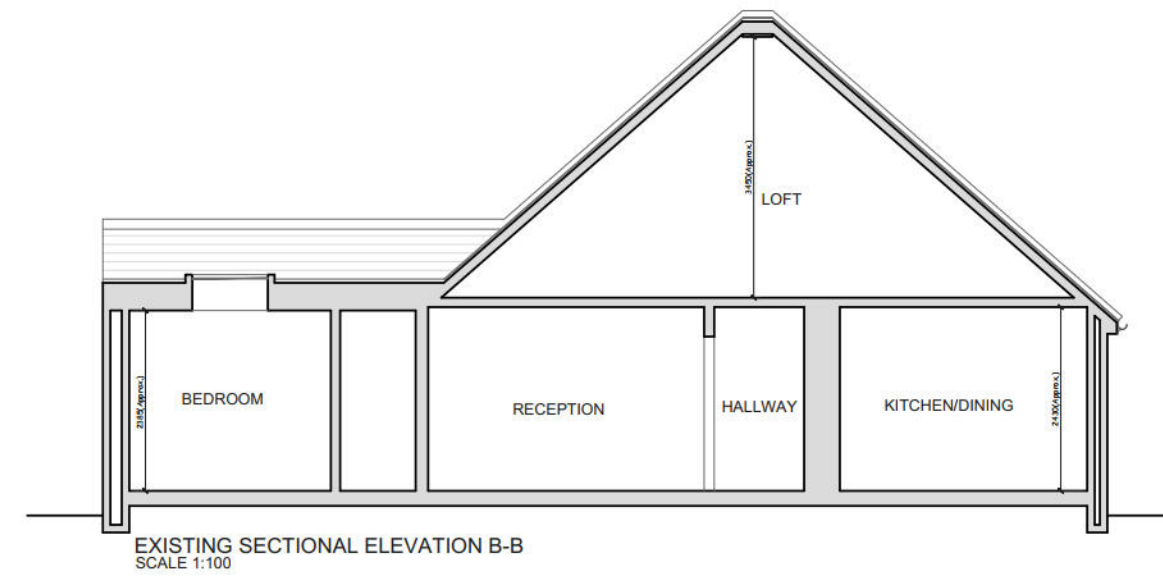 3450(Approx.)
LOFT
2385(Approx.)
BEDROOM
RECEPTION
HALLWAY
KITCHEN/DINING
2430(Approx.)
EXISTING SECTIONAL ELEVATION B-B
SCALE 1:100